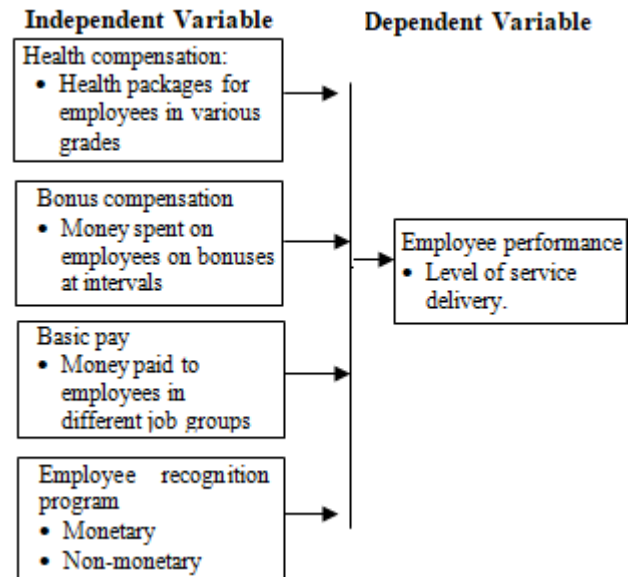 Independent Variable
Dependent Variable
Health compensation:
• Health packages for
employees in various
grades
Bonus compensation
• Money spent on
employees on bonuses
at intervals
Basic pay
• Money paid to
employees in
different job groups
Employee recognition
program
• Monetary
• Non-monetary
Employee performance
• Level of service
delivery.